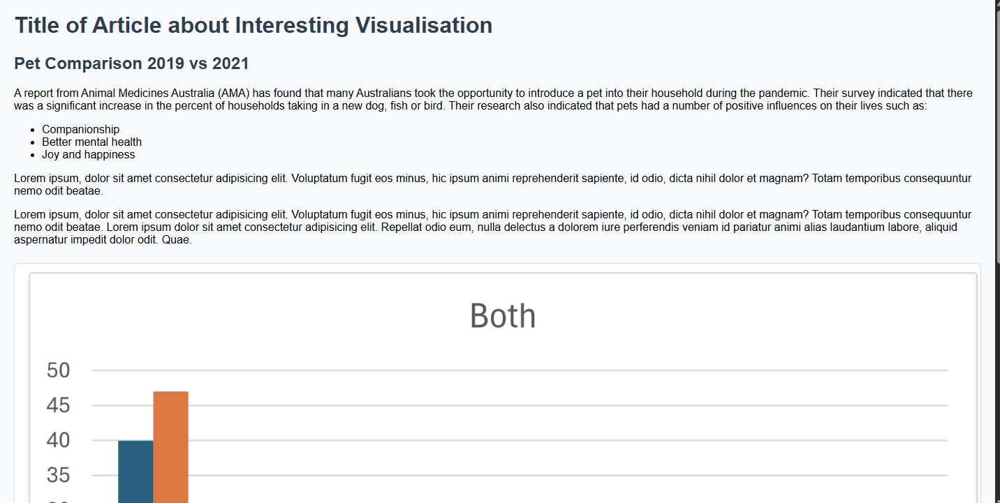 Title of Article about Interesting Visualisation
Pet Comparison 2019 vs 2021
A report from Animal Medicines Australia (AMA) has found that many Australians took the opportunity to introduce a pet into their household during the pandemic. Their survey indicated that there
was a significant increase in the percent of households taking in a new dog, fish or bird. Their research also indicated that pets had a number of positive influences on their lives such as:
• Companionship
• Better mental health
• Joy and happiness
Lorem ipsum, dolor sit amet consectetur adipisicing elit. Voluptatum fugit eos minus, hic ipsum animi reprehenderit sapiente, id odio, dicta nihil dolor et magnam? Totam temporibus consequuntur
nemo odit beatae.
Lorem ipsum, dolor sit amet consectetur adipisicing elit. Voluptatum fugit eos minus, hic ipsum animi reprehenderit sapiente, id odio, dicta nihil dolor et magnam? Totam temporibus consequuntur
nemo odit beatae. Lorem ipsum dolor sit amet consectetur adipisicing elit. Repellat odio eum, nulla delectus a dolorem iure perferendis veniam id pariatur animi alias laudantium labore, aliquid
aspernatur impedit dolor odit. Quae.
Both
50
45
40
35